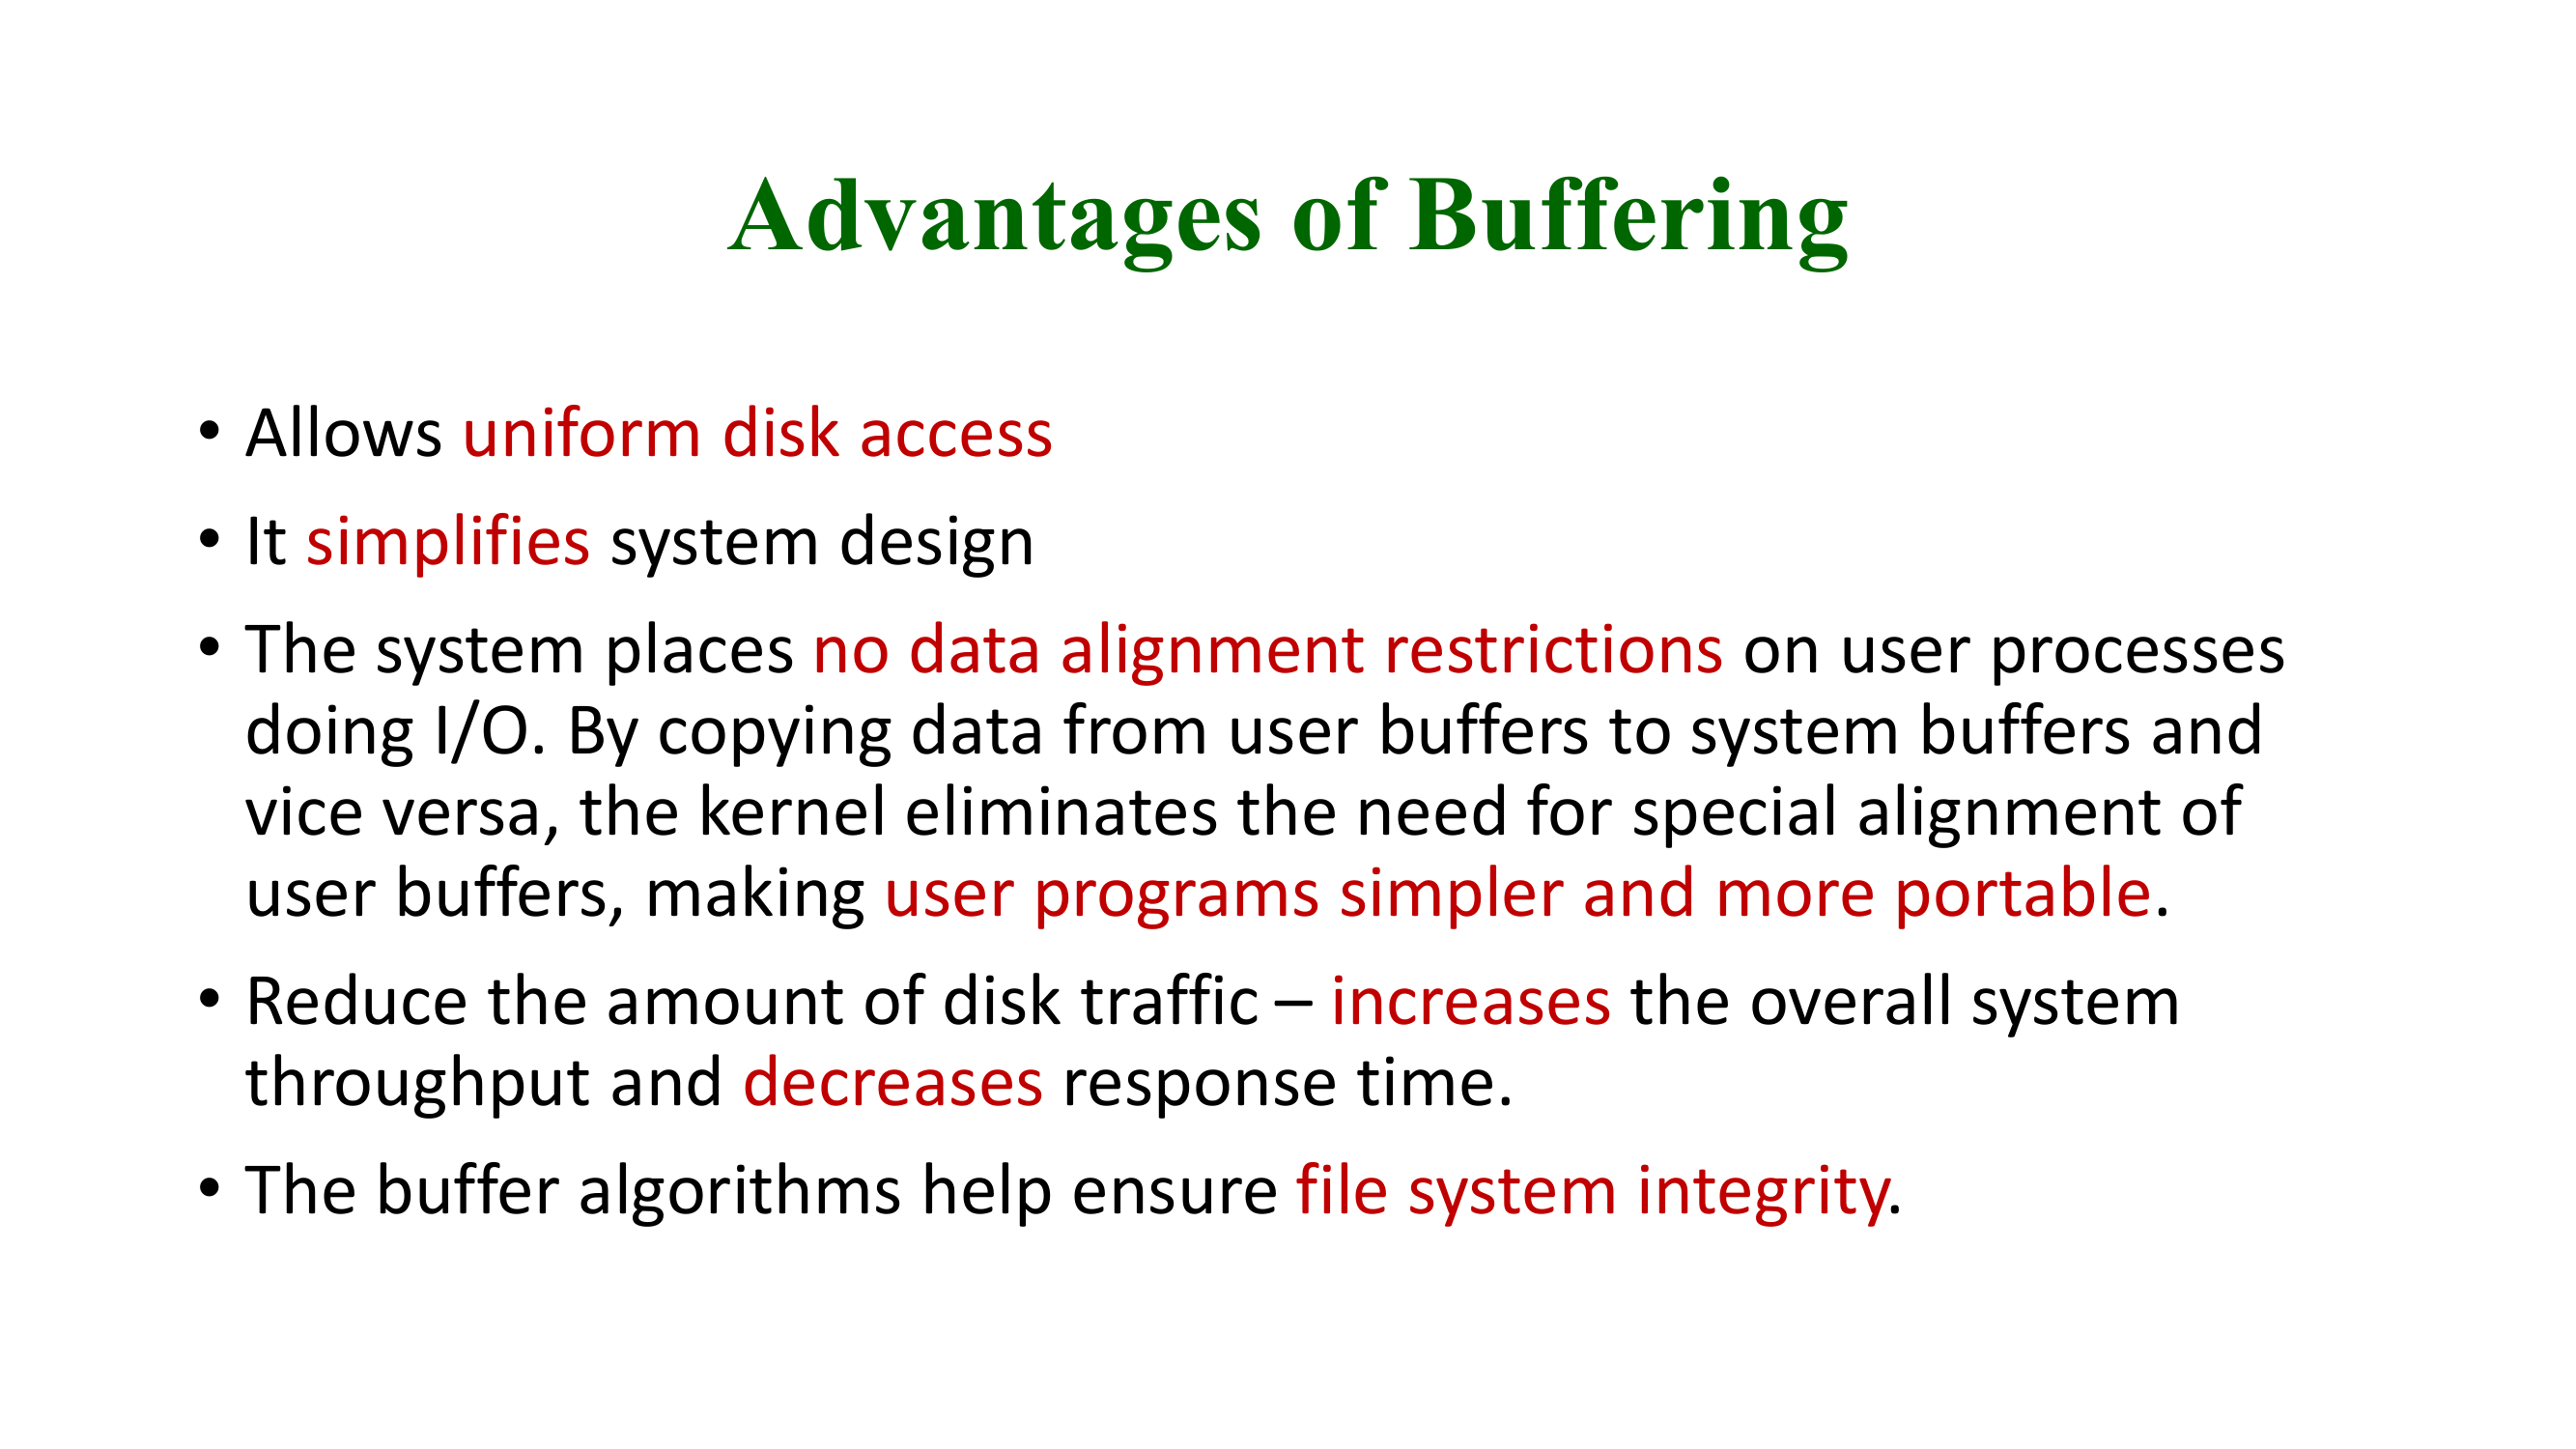 Advantages of Buffering
• Allows uniform disk access
• It simplifies system design
• The system places no data alignment restrictions on user processes
doing I/O. By copying data from user buffers to system buffers and
vice versa, the kernel eliminates the need for special alignment of
user buffers, making user programs simpler and more portable.
• Reduce the amount of disk traffic – increases the overall system
throughput and decreases response time.
• The buffer algorithms help ensure file system integrity.